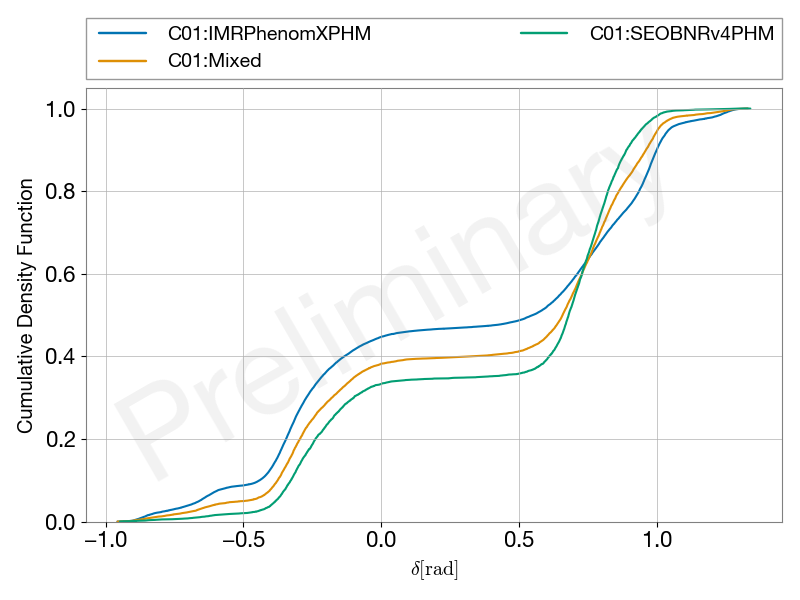 C01:IMRPhenomXPHM
C01:Mixed
C01:SEOBNRv4PHM
Preliminary
Cumulative Density Function
1.0
0.8
0.6
0.4
0.2
0.0
−1.0 −0.5 0.0 0.5 1.0
δ[rad]